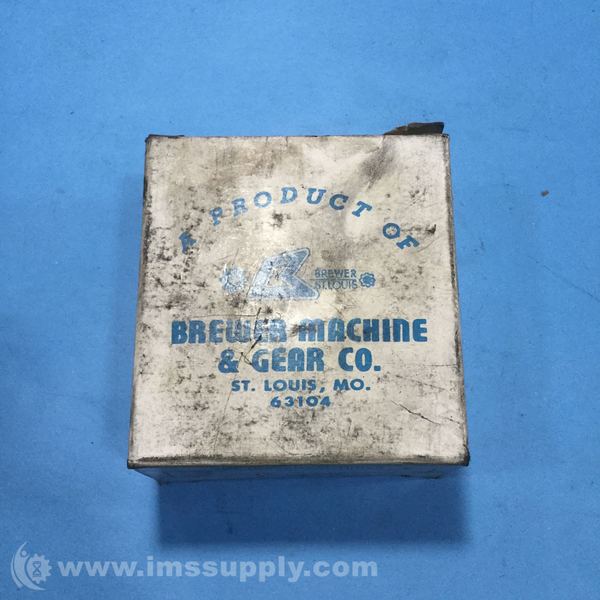 A PRODUCT OF
BREWER
ST. LOUIS
BREWER MACHINE
& GEAR CO.
ST. LOUIS, MO.
63104
www.imssupply.com